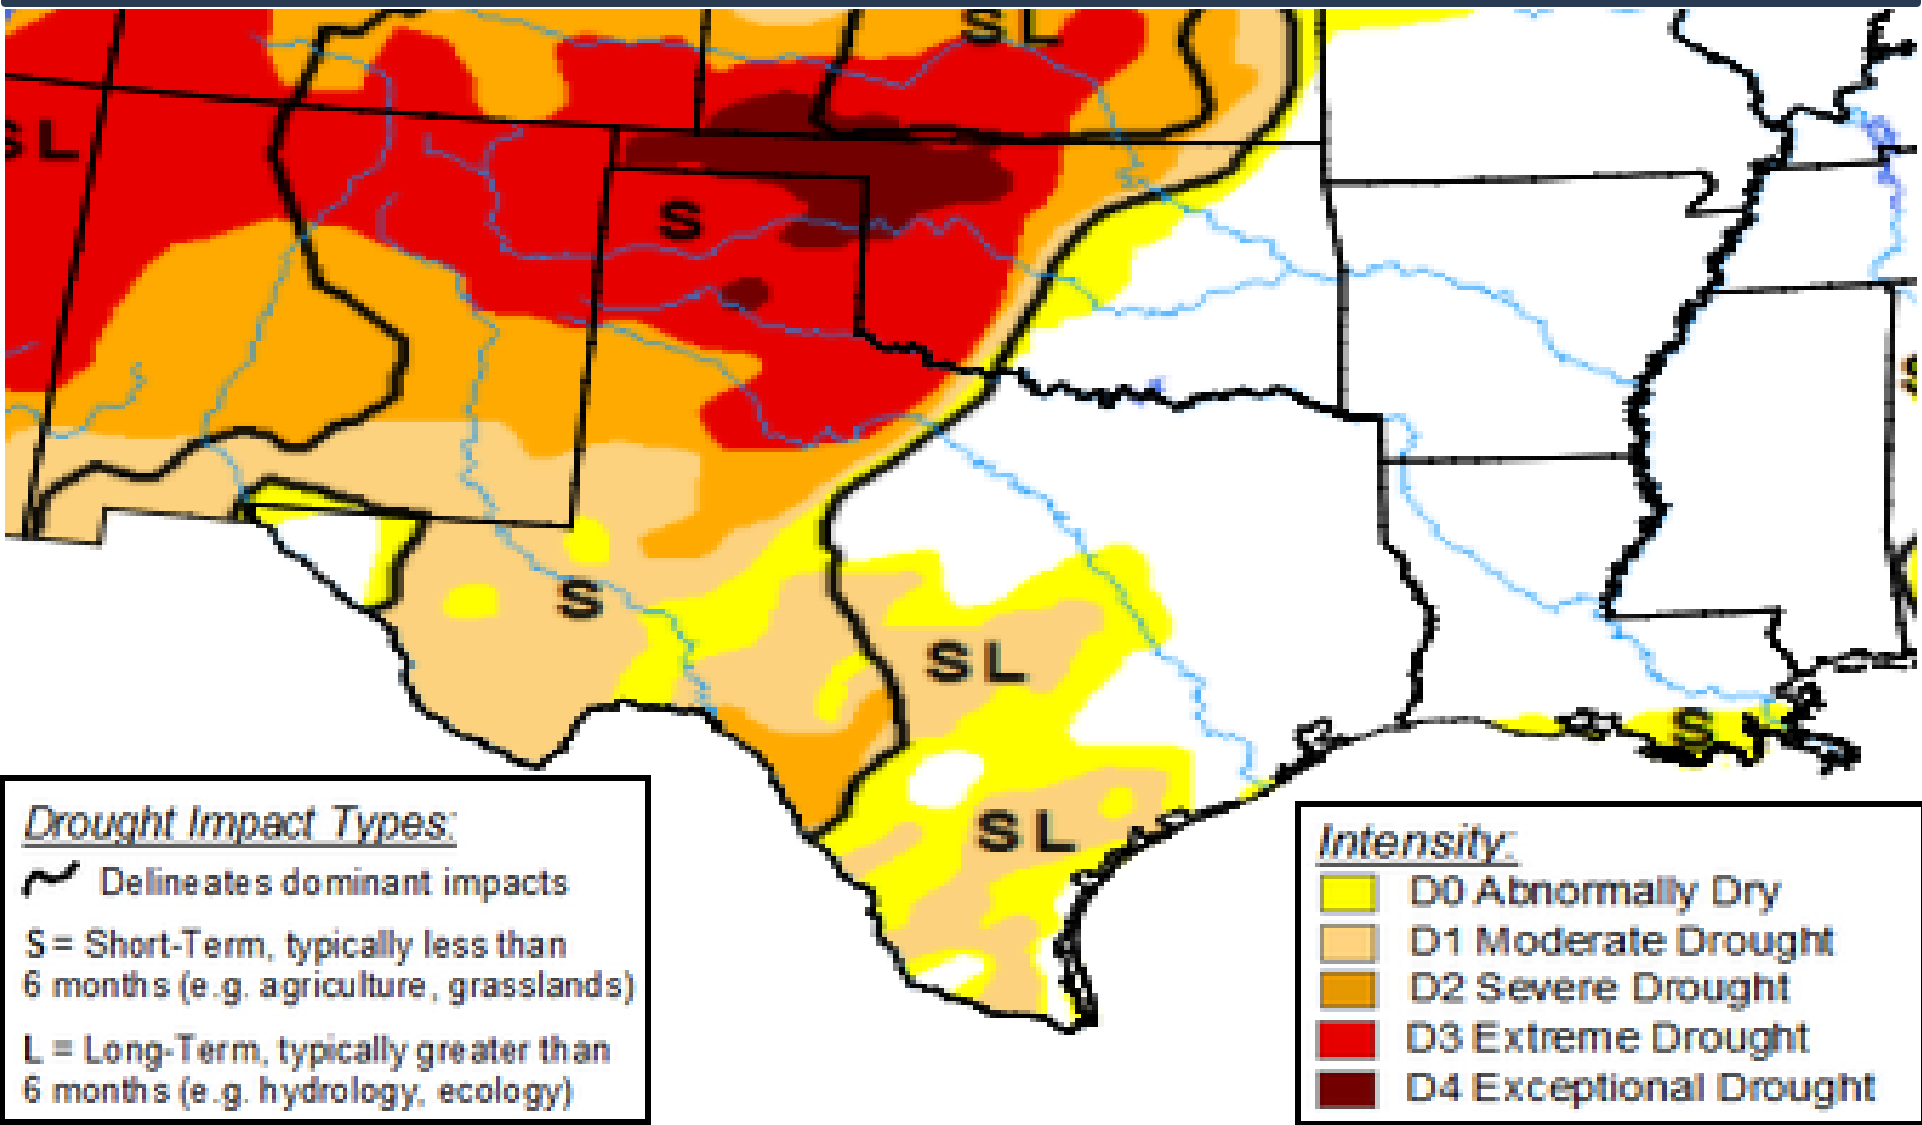 SL
SL
S
S
SL
S
SL
Drought Impact Types:
Delineates dominant impacts
S = Short-Term, typically less than
6 months (e.g. agriculture, grasslands)
L = Long-Term, typically greater than
6 months (e.g. hydrology, ecology)
Intensity:
D0 Abnormally Dry
D1 Moderate Drought
D2 Severe Drought
D3 Extreme Drought
D4 Exceptional Drought